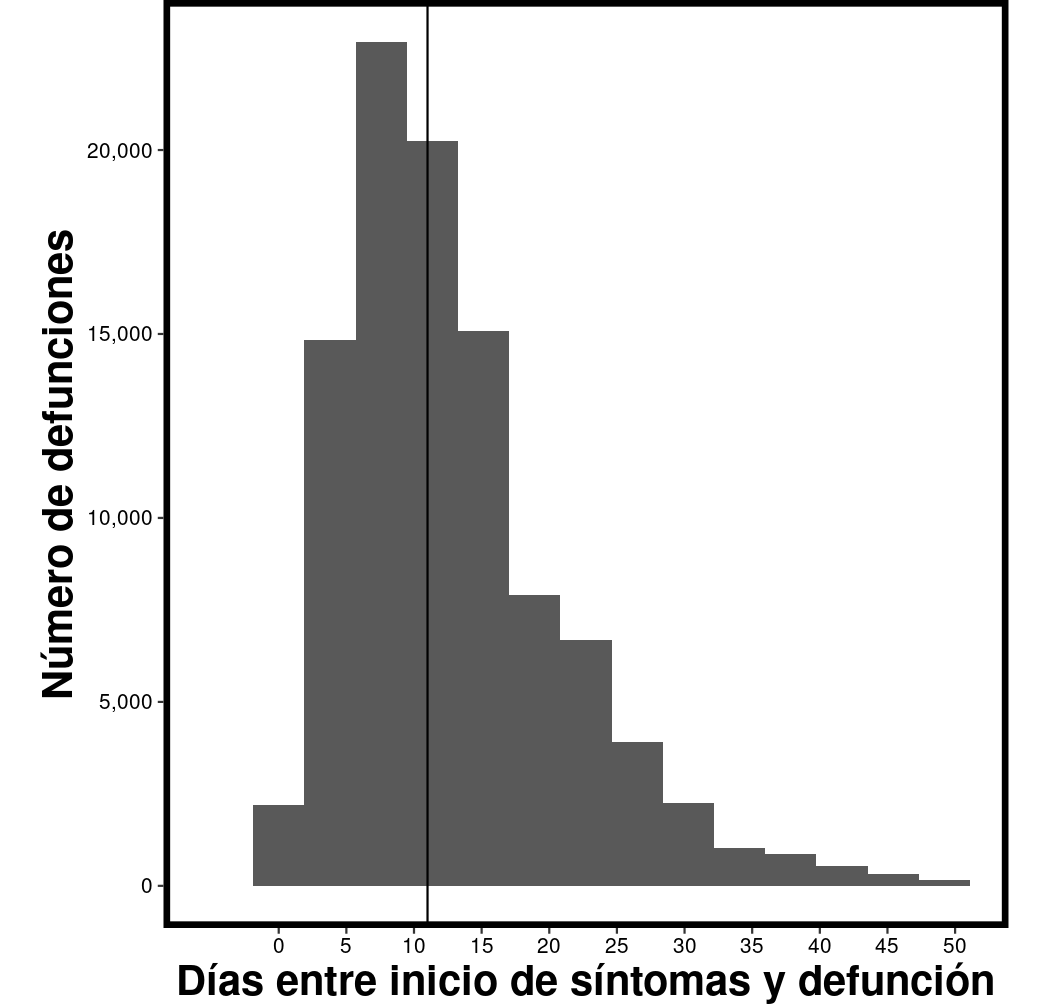 Número de defunciones
20,000
15,000
10,000
5,000
0
0 5 10 15 20 25 30 35 40 45 50
Días entre inicio de síntomas y defunción